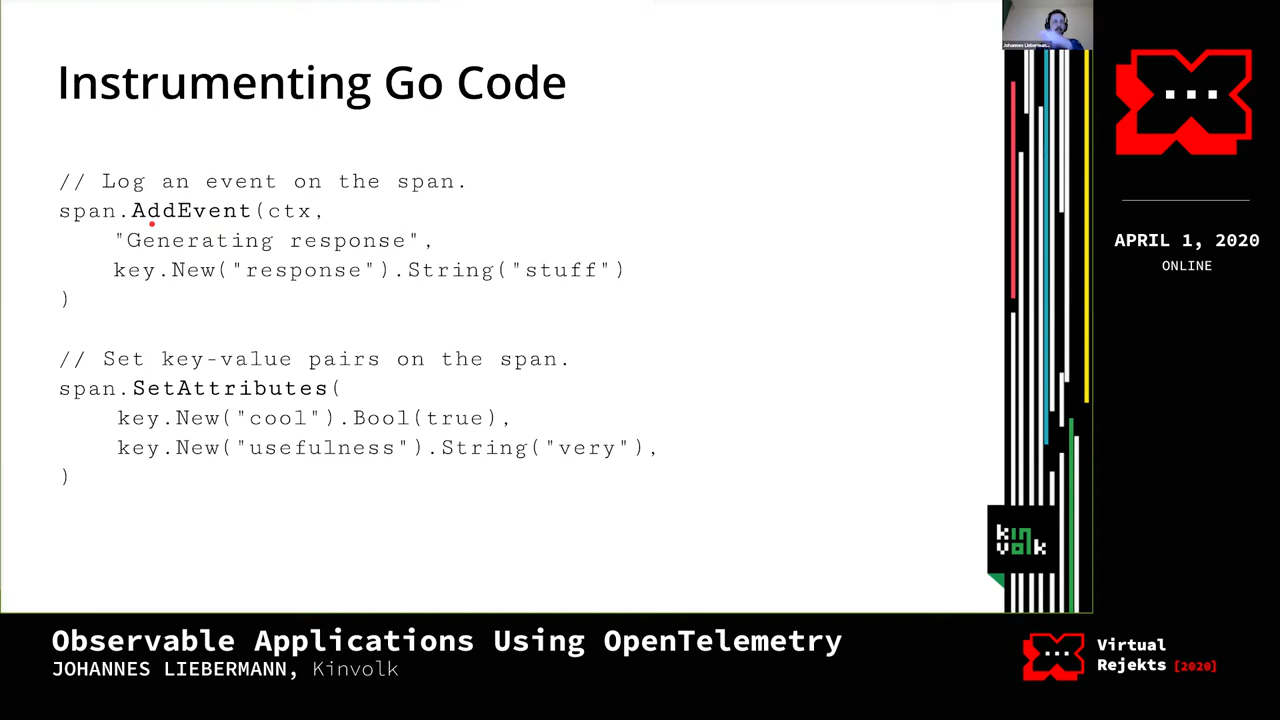 Instrumenting Go Code
// Log an event on the span.
span.AddEvent(ctx,
"Generating response",
key.New("response").String("stuff")
)
// Set key-value pairs on the span.
span.SetAttributes(
key.New("cool").Bool(true),
key.New("usefulness").String("very"),
)
Johannes Lieberman...
kinvolk
APRIL 1, 2020
ONLINE
Observable Applications Using OpenTelemetry
JOHANNES LIEBERMANN, Kinvolk
Virtual
Rejekts [2020]